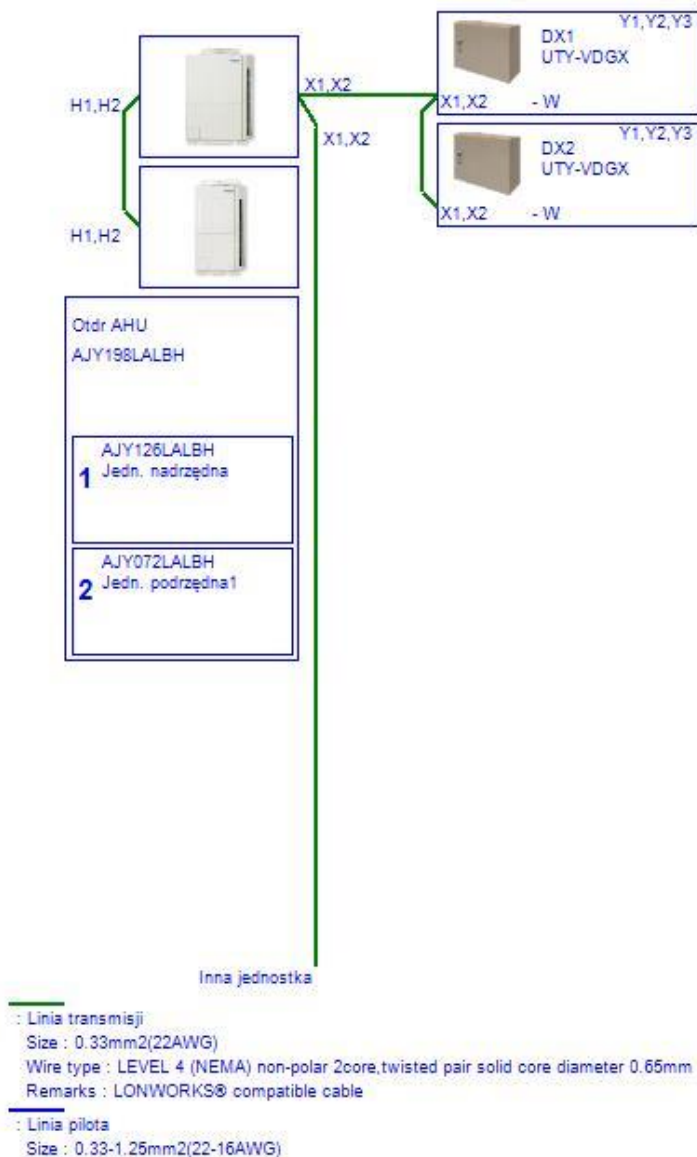 Y1,Y2,Y3
DX1
UTY-VDGX
X1,X2
H1,H2
X1,X2 - W
X1,X2
Y1,Y2,Y3
DX2
UTY-VDGX
X1,X2 - W
H1,H2
Otdr AHU
AJY198LALBH
AJY126LALBH
1 Jedn. nadrzędna
AJY072LALBH
2 Jedn. podrzędna1
Inna jednostka
: Linia transmisji
Size : 0.33mm2(22AWG)
Wire type : LEVEL 4 (NEMA) non-polar 2core,twisted pair solid core diameter 0.65mm
Remarks : LONWORKS® compatible cable
: Linia pilota
Size : 0.33-1.25mm2(22-16AWG)